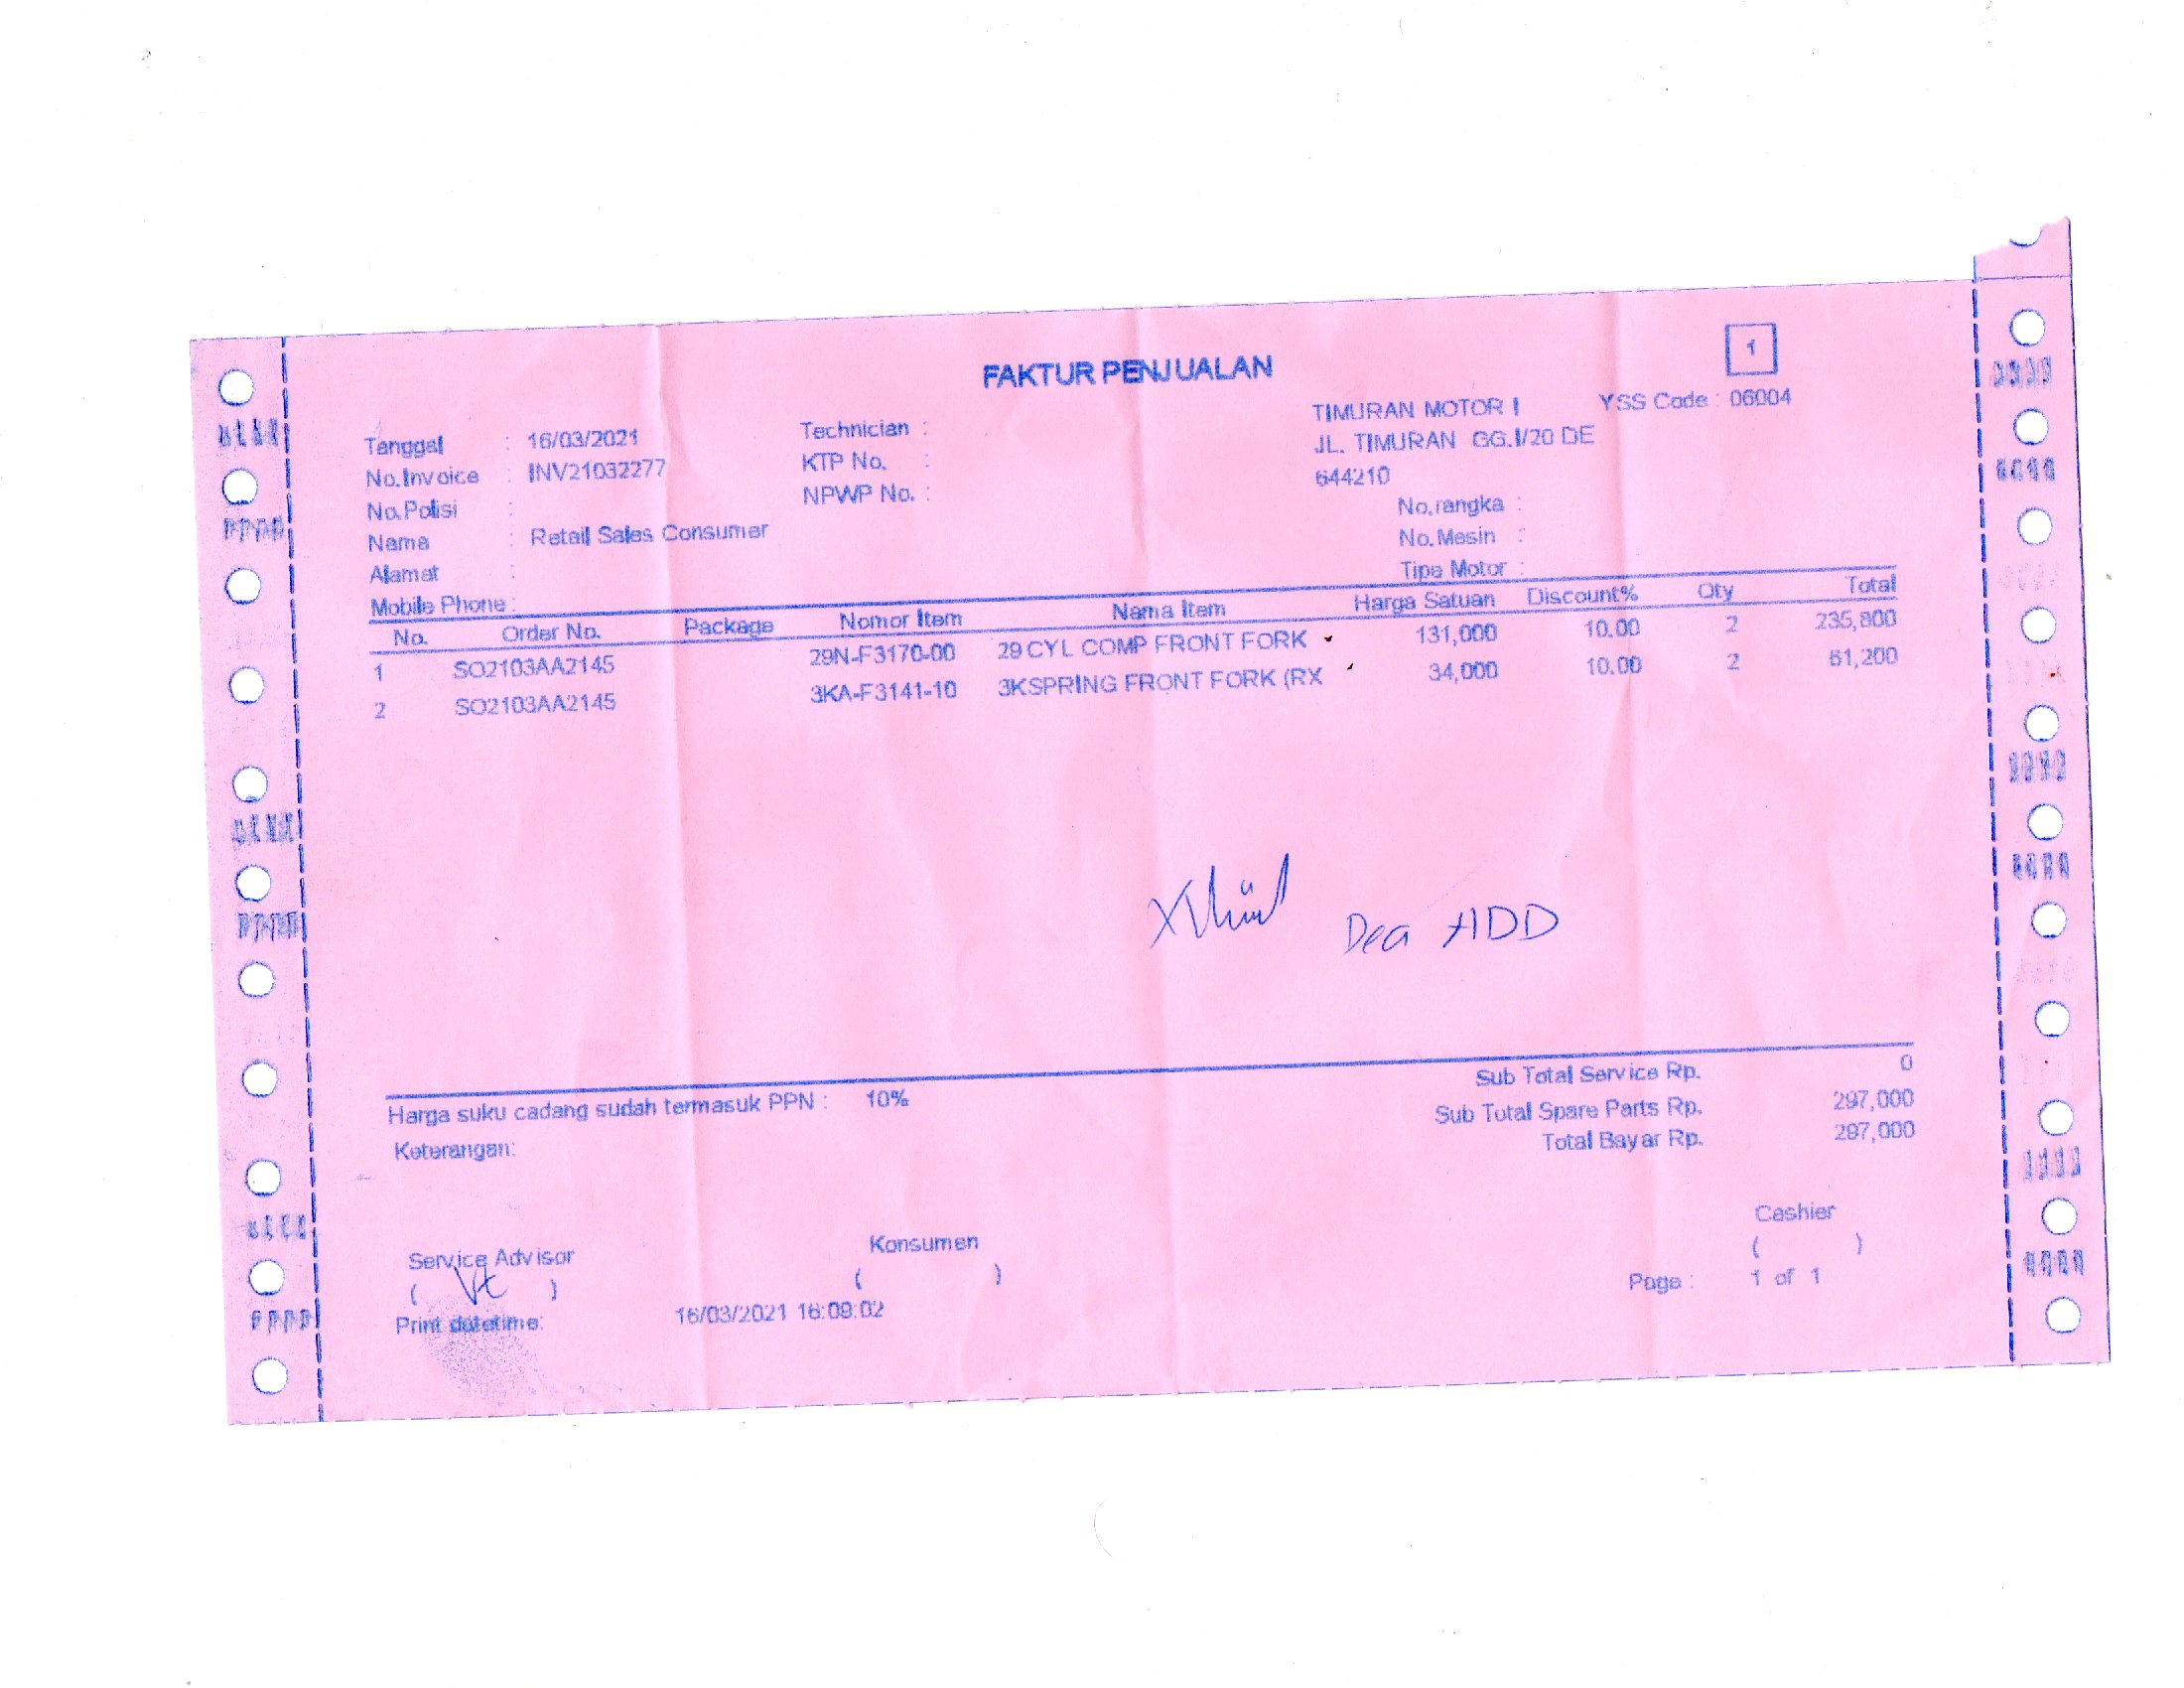 1
FAKTUR PENJUALAN
TIMURAN MOTOR I YSS Code : 06004
JL. TIMURAN GG.I/20 DE
644210
Tanggal : 16/03/2021
No.Invoice : INV21032277
No.Polisi :
Nama : Retail Sales Consumer
Alamat :
Mobile Phone :
Technician :
KTP No. :
NPWP No. :
No.rangka :
No.Mesin :
Tipe Motor :
No. Order No. Package Nomor Item Nama Item Harga Satuan Discount% Qty Total
1 SO2103AA2145 29N-F3170-00 29 CYL COMP FRONT FORK 131,000 10.00 2 235,800
2 SO2103AA2145 3KA-F3141-10 3KSPRING FRONT FORK (RX 34,000 10.00 2 61,200
Dea ADD
Harga suku cadang sudah termasuk PPN : 10%
Keterangan:
Sub Total Service Rp. 0
Sub Total Spare Parts Rp. 297,000
Total Bayar Rp. 297,000
Service Advisor Konsumen Cashier
( ) ( ) ( )
Print datetime: 16/03/2021 16:09:02 Page : 1 of 1